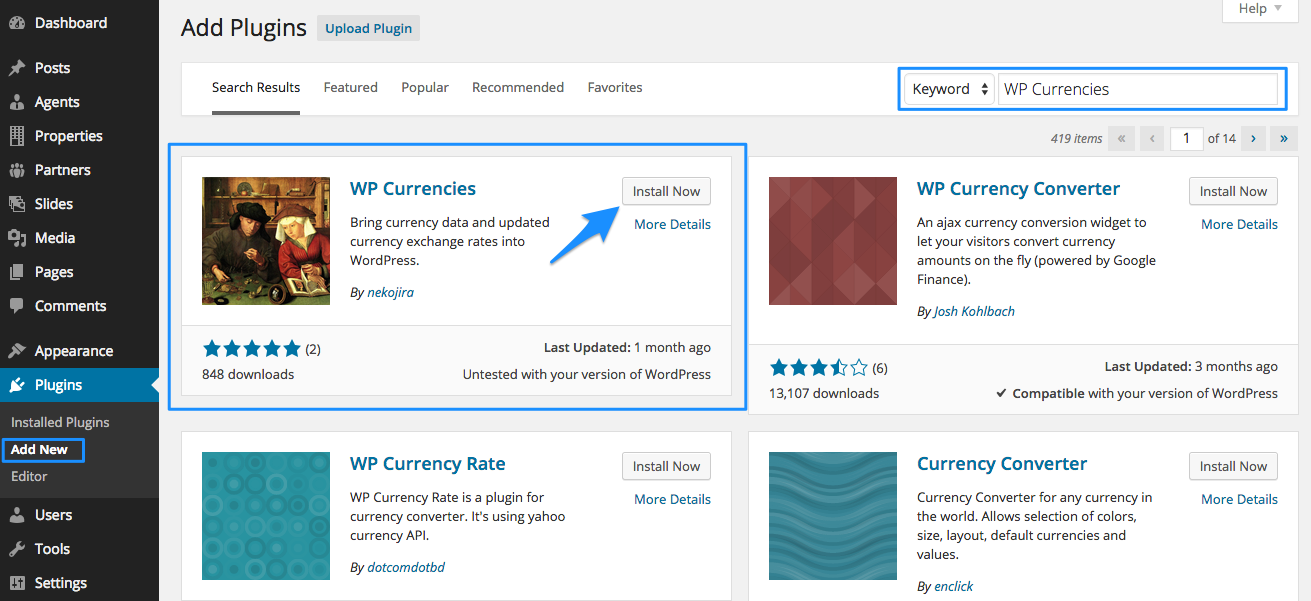 Dashboard
Posts
Agents
Properties
Partners
Slides
Media
Pages
Comments
Appearance
Plugins
Installed Plugins
Add New
Editor
Users
Tools
Settings
Help
Add Plugins
Upload Plugin
Search Results
Featured
Popular
Recommended
Favorites
Keyword
WP Currencies
419 items
«
‹
1
of 14
›
»
WP Currencies
Install Now
More Details
Bring currency data and updated
currency exchange rates into
WordPress.
By nekojira
(2)
848 downloads
Last Updated: 1 month ago
Untested with your version of WordPress
WP Currency Converter
Install Now
More Details
An ajax currency conversion widget to
let your visitors convert currency
amounts on the fly (powered by Google
Finance).
By Josh Kohlbach
(6)
13,107 downloads
Last Updated: 3 months ago
✔ Compatible with your version of WordPress
WP Currency Rate
Install Now
More Details
WP Currency Rate is a plugin for
currency converter. It's using yahoo
currency API.
By dotcomdotbd
Currency Converter
Install Now
More Details
Currency Converter for any currency in
the world. Allows selection of colors,
size, layout, default currencies and
values.
By enclick